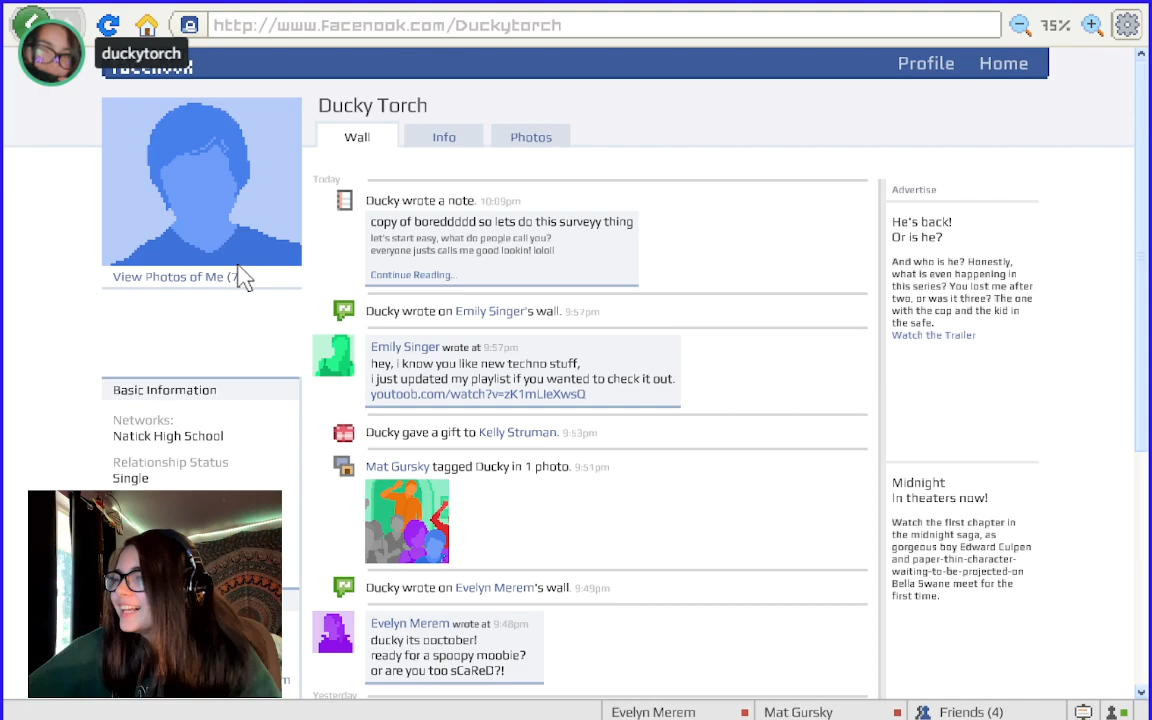 http://www.Facenook.com/Duckytorch
75%
duckytorch
Facenook
Profile
Home
Ducky Torch
Wall
Info
Photos
View Photos of Me (7
Today
Ducky wrote a note. 10:09pm
copy of boreddddd so lets do this surveyy thing
let's start easy, what do people call you?
everyone justs calls me good lookin! lololl
Continue Reading...
Ducky wrote on Emily Singer's wall. 9:57pm
Emily Singer wrote at 9:57pm
hey, i know you like new techno stuff,
i just updated my playlist if you wanted to check it out.
youtoob.com/watch?v=zK1mLIeXwsQ
Ducky gave a gift to Kelly Struman. 9:53pm
Mat Gursky tagged Ducky in 1 photo. 9:51pm
Ducky wrote on Evelyn Merem's wall. 9:49pm
Evelyn Merem wrote at 9:48pm
ducky its ooctober!
ready for a spoopy moobie?
or are you too sCaReD?!
Yesterday
Basic Information
Networks:
Natick High School
Relationship Status
Single
Advertise
He's back!
Or is he?
And who is he? Honestly,
what is even happening in
this series? You lost me after
two, or was it three? The one
with the cop and the kid in
the safe.
Watch the Trailer
Midnight
In theaters now!
Watch the first chapter in
the midnight saga, as
gorgeous boy Edward Culpen
and paper-thin-character-
waiting-to-be-projected-on
Bella Swane meet for the
first time.
Evelyn Merem
Mat Gursky
Friends (4)